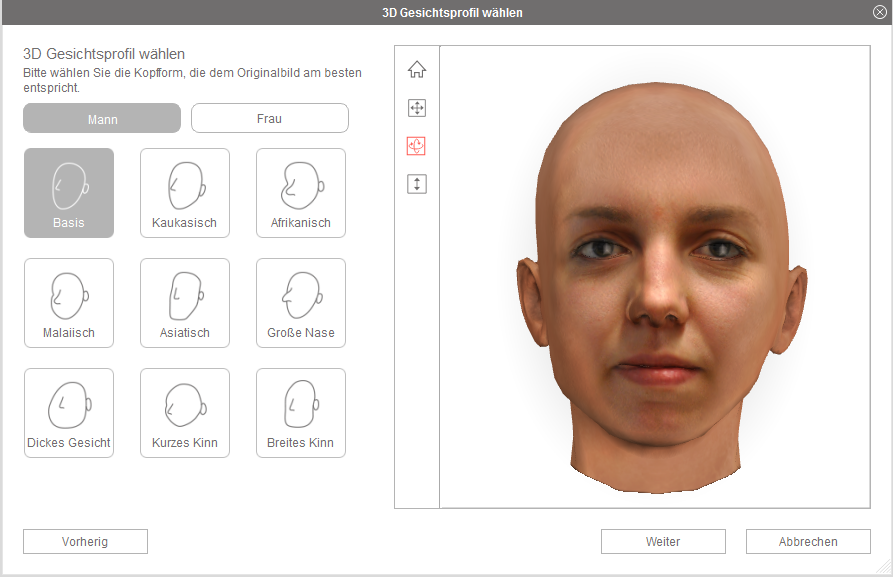 3D Gesichtsprofil wählen
3D Gesichtsprofil wählen
Bitte wählen Sie die Kopfform, die dem Originalbild am besten
entspricht.
Mann
Frau
Basis
Kaukasisch
Afrikanisch
Malaiisch
Asiatisch
Große Nase
Dickes Gesicht
Kurzes Kinn
Breites Kinn
Vorherig
Weiter
Abbrechen